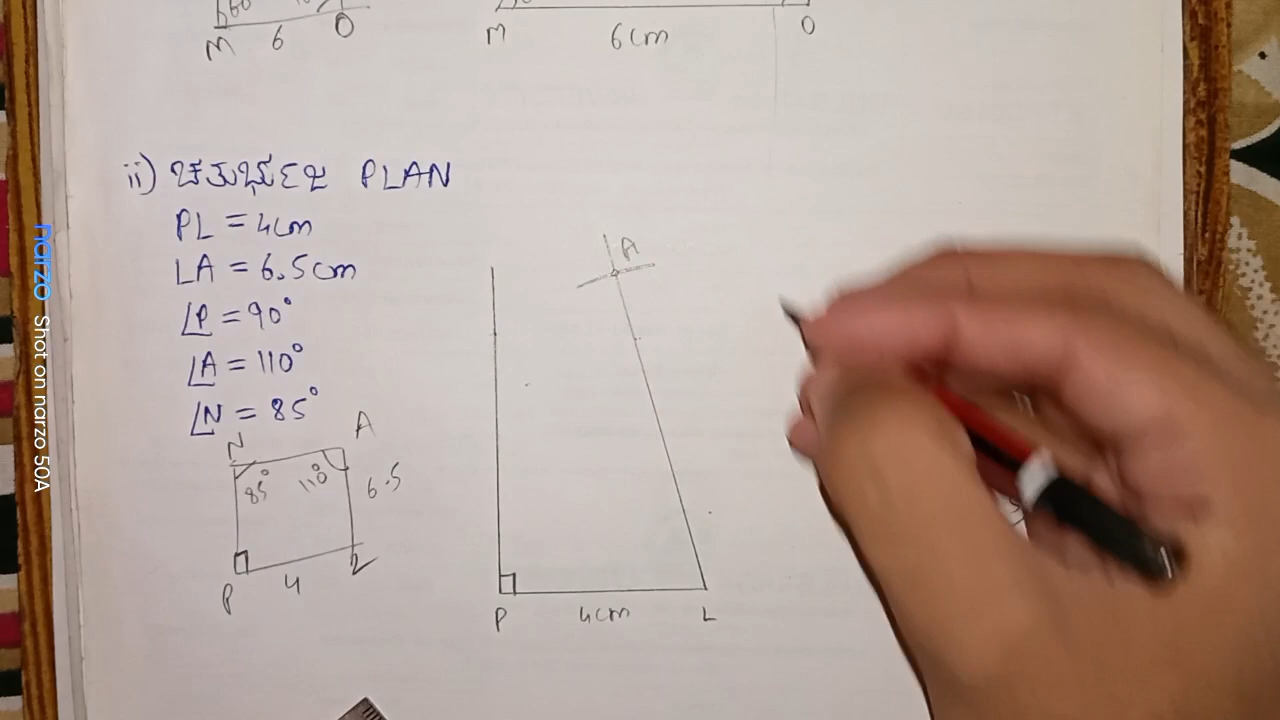 60
M 6 O
M 6cm O
ii) ಚತುರ್ಭುಜ PLAN
PL = 4cm
LA = 6.5cm
∠P = 90°
∠A = 110°
∠N = 85°
N A
85° 110° 6.5
P 4 L
A
P 4cm L
narzo Shot on narzo 50A